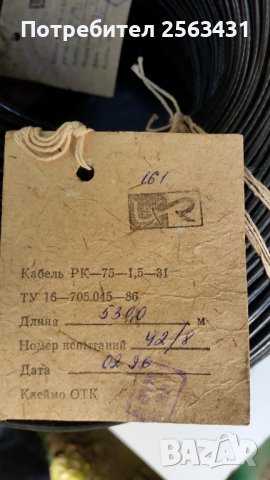 Потребител 2563431
161
Кабель РК—75—1,5—31
ТУ 16—705.045—86
Длина 5300 м
Номер испытаний 42/8
Дата 02 96
Клеймо ОТК
BAZAR